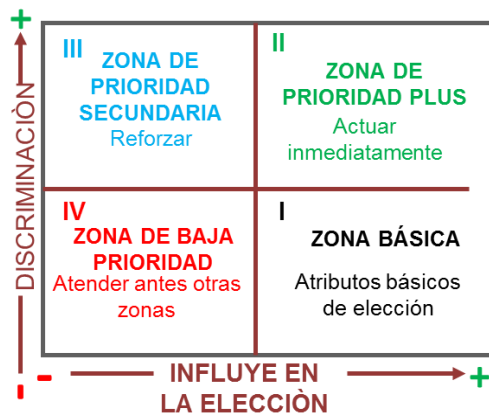 +
III
ZONA DE
PRIORIDAD
SECUNDARIA
Reforzar
II
ZONA DE
PRIORIDAD PLUS
Actuar
inmediatamente
DISCRIMINACIÒN
IV
ZONA DE BAJA
PRIORIDAD
Atender antes otras
zonas
I
ZONA BÁSICA
Atributos básicos
de elección
-
-
INFLUYE EN
LA ELECCIÒN
+